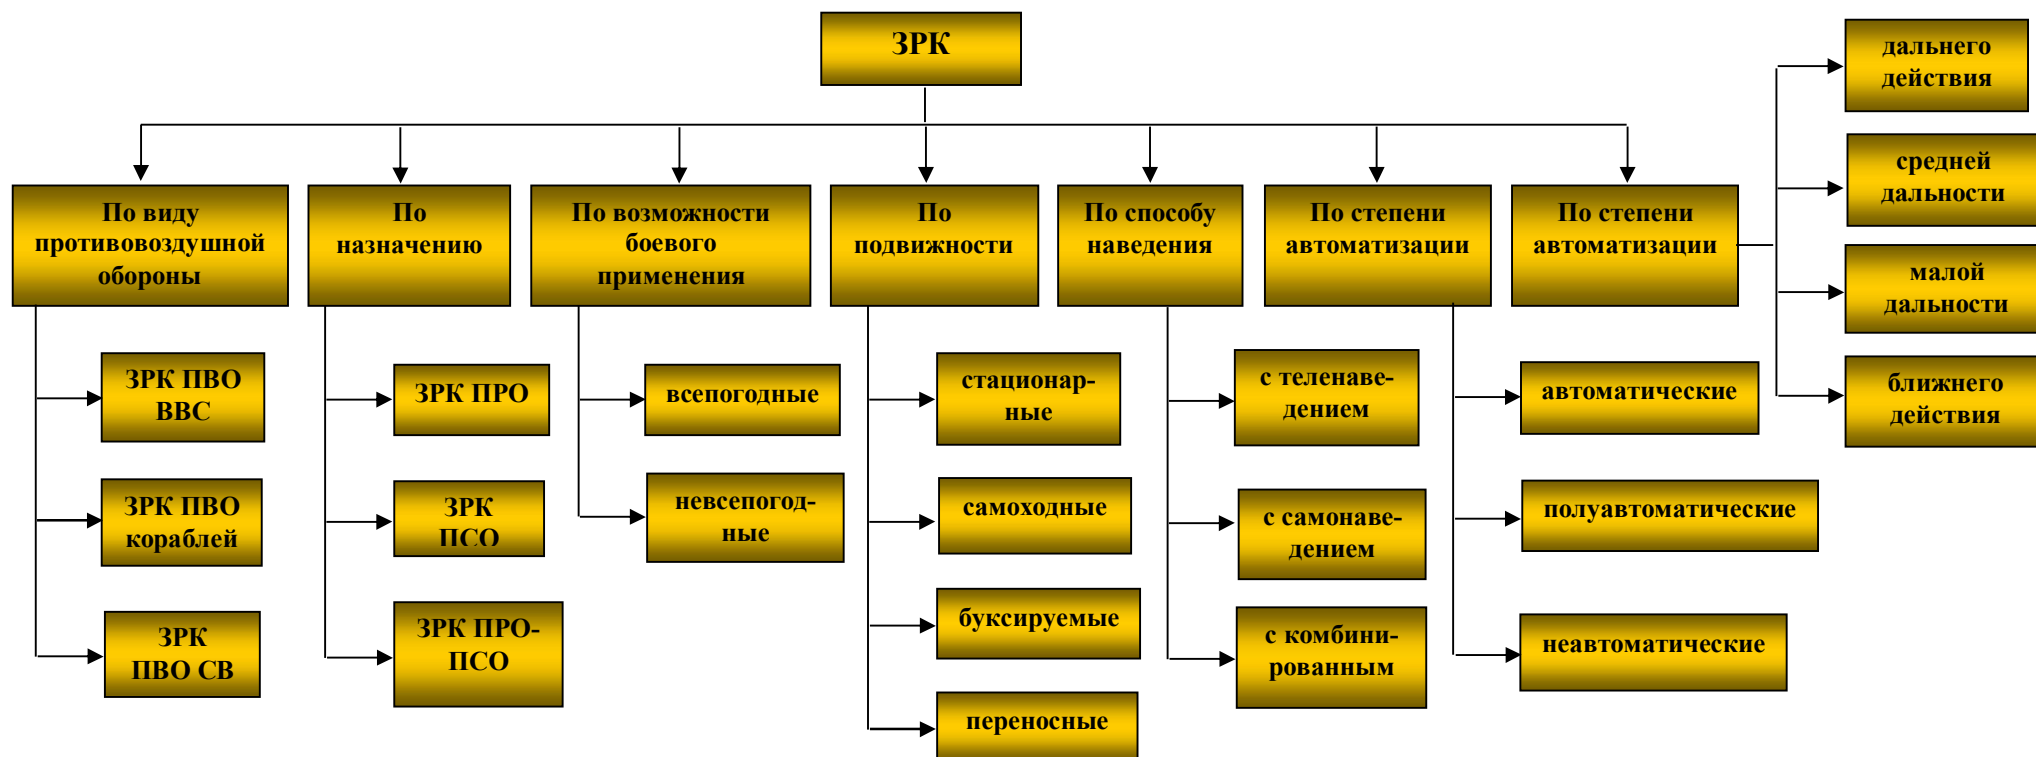 ЗРК
По виду
противовоздушной
обороны
По
назначению
По возможности
боевого
применения
По
подвижности
По способу
наведения
По степени
автоматизации
По степени
автоматизации
дальнего
действия
средней
дальности
малой
дальности
ближнего
действия
ЗРК ПВО
ВВС
ЗРК ПВО
кораблей
ЗРК
ПВО СВ
ЗРК ПРО
ЗРК
ПСО
ЗРК ПРО-
ПСО
всепогодные
невсепогод-
ные
стационар-
ные
самоходные
буксируемые
переносные
с теленаве-
дением
с самонаве-
дением
с комбини-
рованным
автоматические
полуавтоматические
неавтоматические